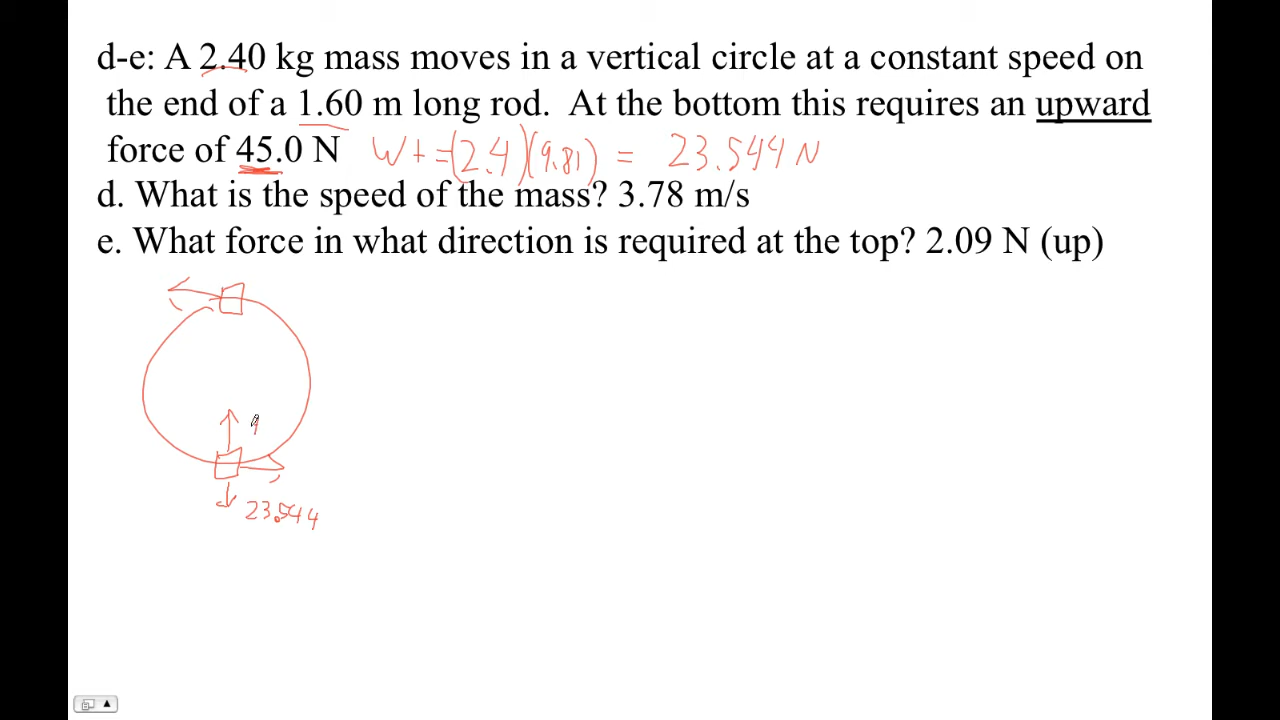 d-e: A 2.40 kg mass moves in a vertical circle at a constant speed on
the end of a 1.60 m long rod. At the bottom this requires an upward
force of 45.0 N Wt = (2.4)(9.81) = 23.544 N
d. What is the speed of the mass? 3.78 m/s
e. What force in what direction is required at the top? 2.09 N (up)
23.544